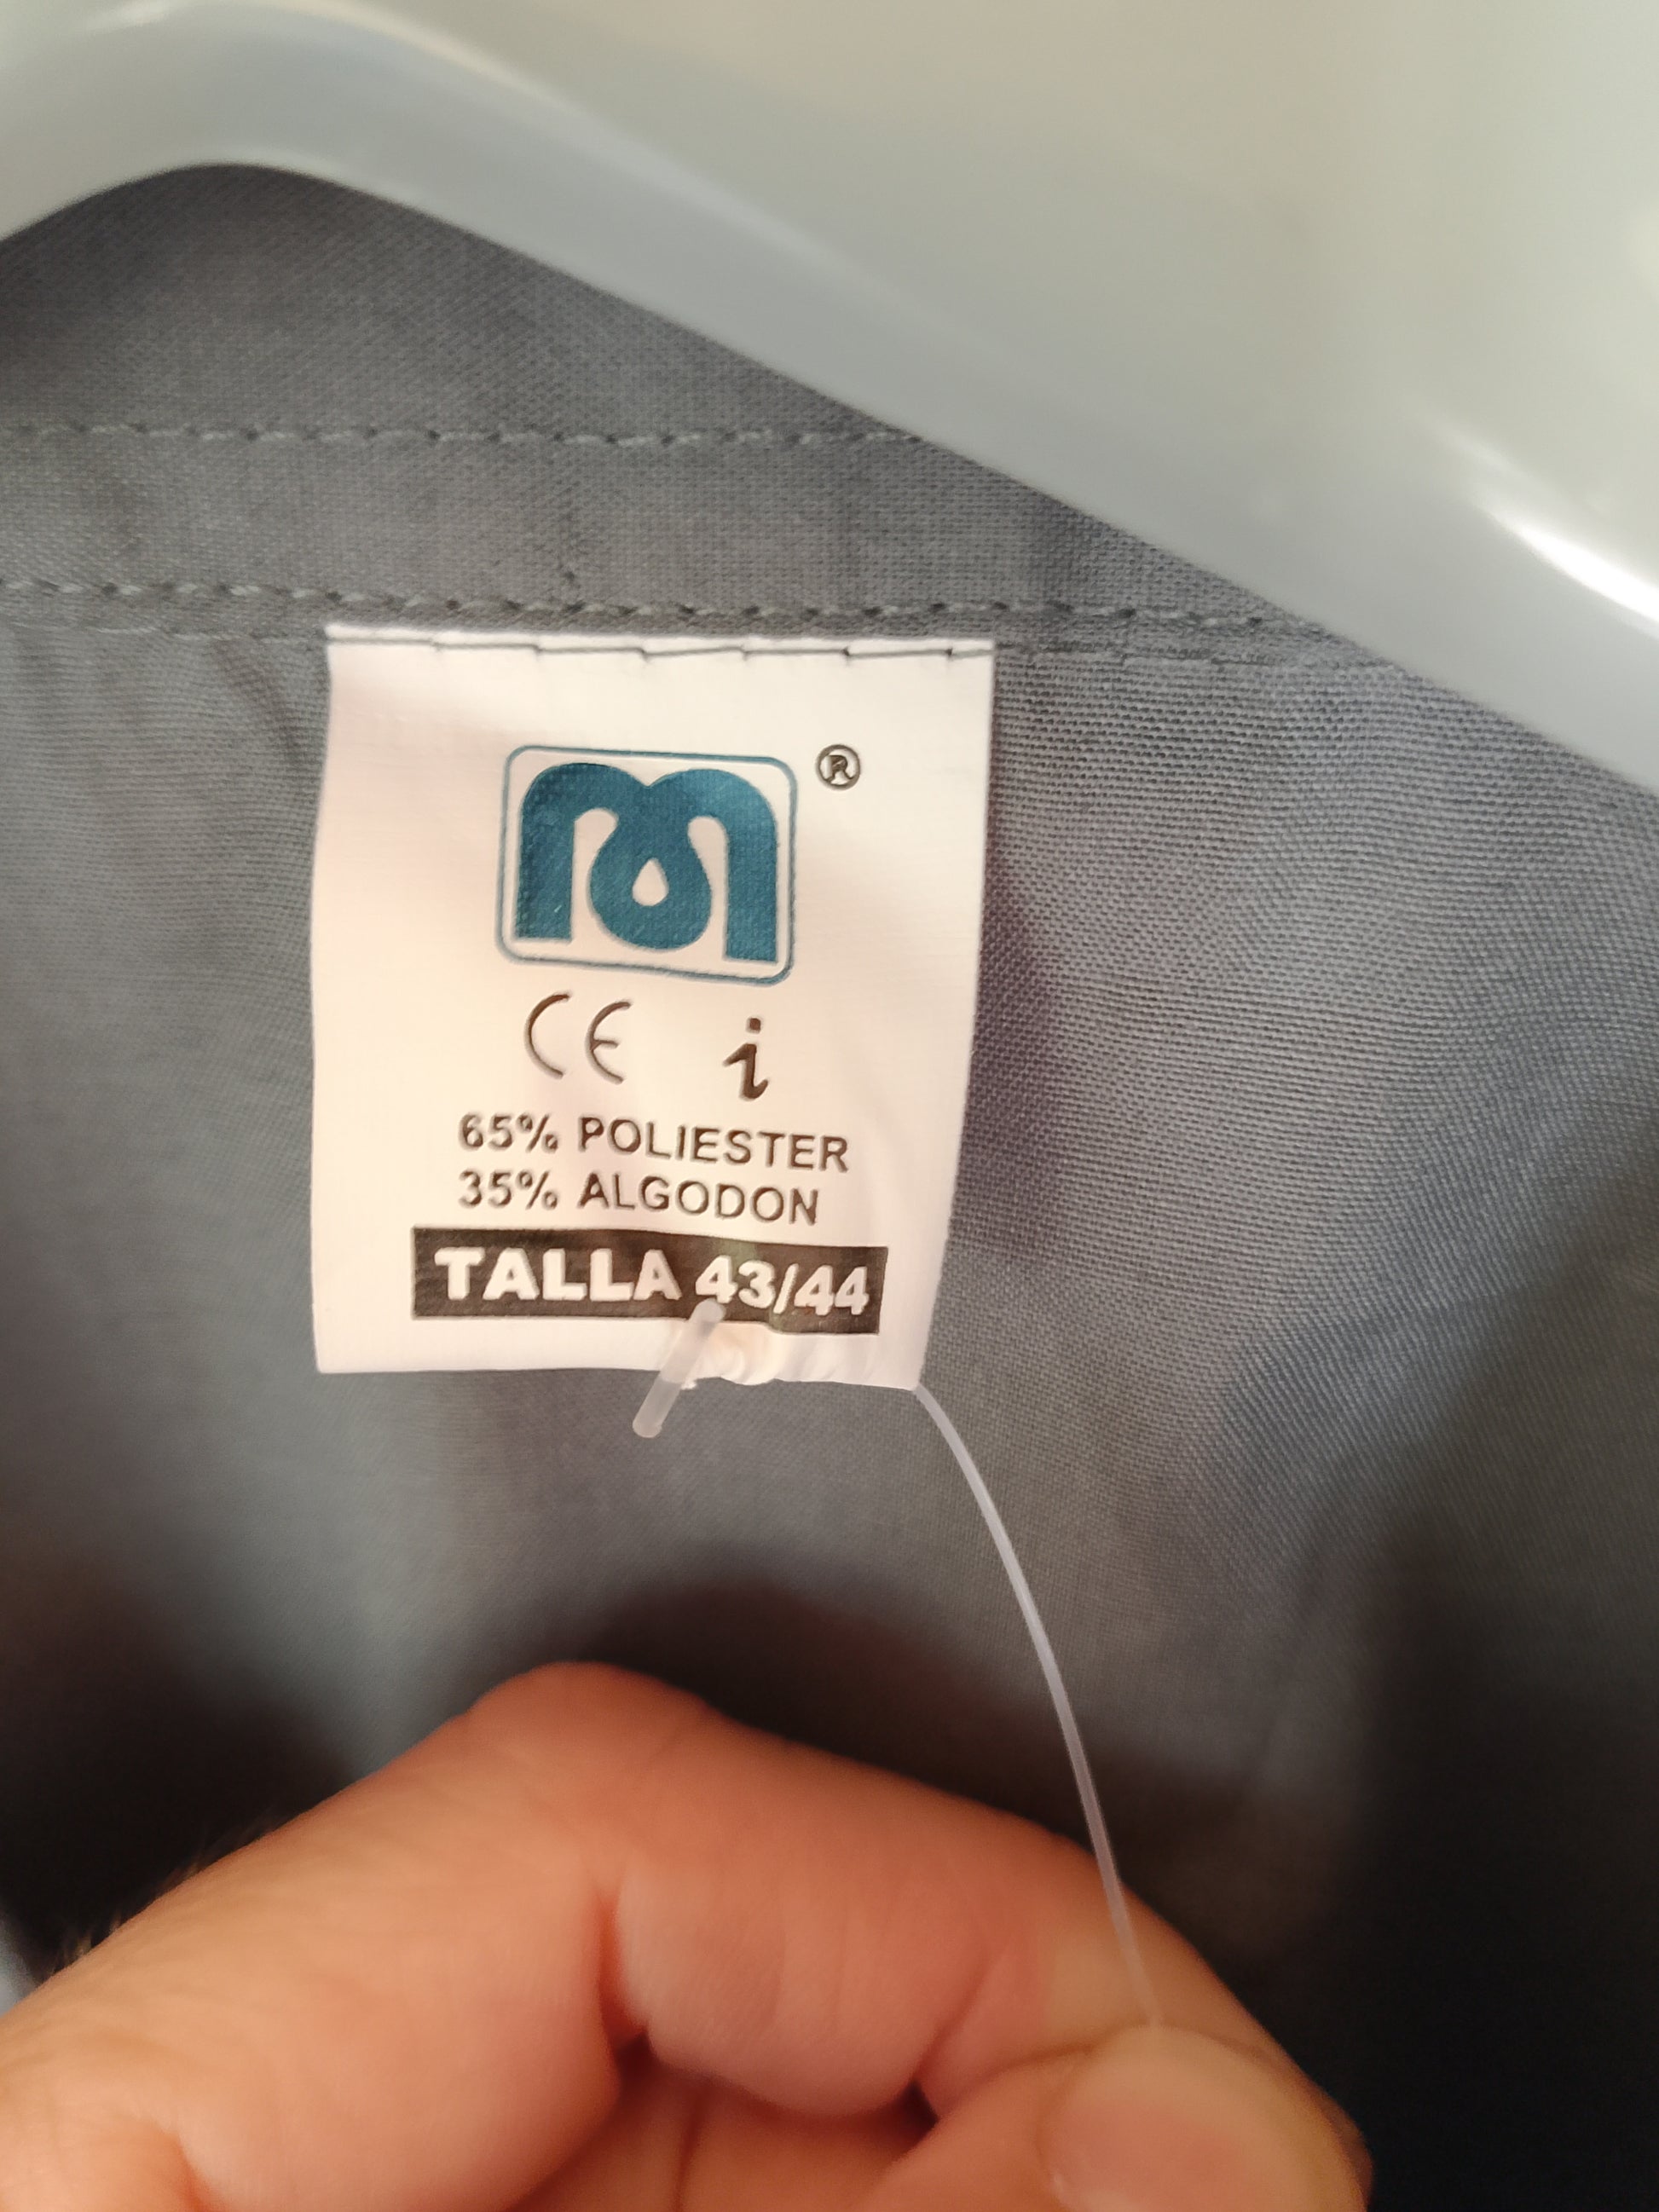 ®
CE i
65% POLIESTER
35% ALGODON
TALLA 43/44